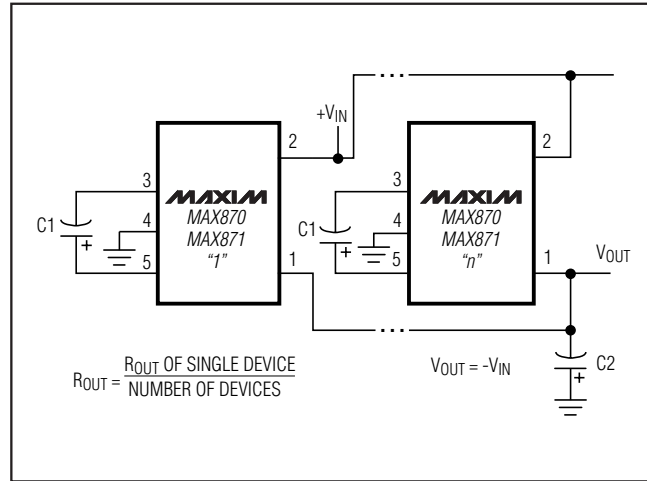 +VIN
2
2
3
3
MAXIM
MAXIM
C1
4
MAX870
C1
4
MAX870
+
MAX871
+
MAX871
VOUT
5
"1"
1
5
"n"
1
ROUT = ROUT OF SINGLE DEVICE
NUMBER OF DEVICES
VOUT = -VIN
C2
+